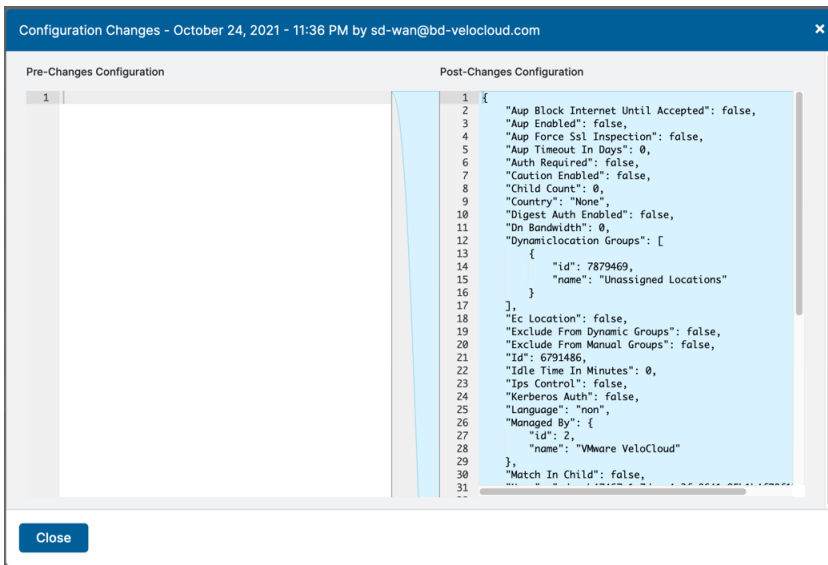 Configuration Changes - October 24, 2021 - 11:36 PM by sd-wan@bd-velocloud.com ×
Pre-Changes Configuration
1
Post-Changes Configuration
1 {
2 "Aup Block Internet Until Accepted": false,
3 "Aup Enabled": false,
4 "Aup Force Ssl Inspection": false,
5 "Aup Timeout In Days": 0,
6 "Auth Required": false,
7 "Caution Enabled": false,
8 "Child Count": 0,
9 "Country": "None",
10 "Digest Auth Enabled": false,
11 "Dn Bandwidth": 0,
12 "Dynamiclocation Groups": [
13 {
14 "id": 7879469,
15 "name": "Unassigned Locations"
16 }
17 ],
18 "Ec Location": false,
19 "Exclude From Dynamic Groups": false,
20 "Exclude From Manual Groups": false,
21 "Id": 6791486,
22 "Idle Time In Minutes": 0,
23 "Ips Control": false,
24 "Kerberos Auth": false,
25 "Language": "non",
26 "Managed By": {
27 "id": 2,
28 "name": "VMware VeloCloud"
29 },
30 "Match In Child": false,
31
Close